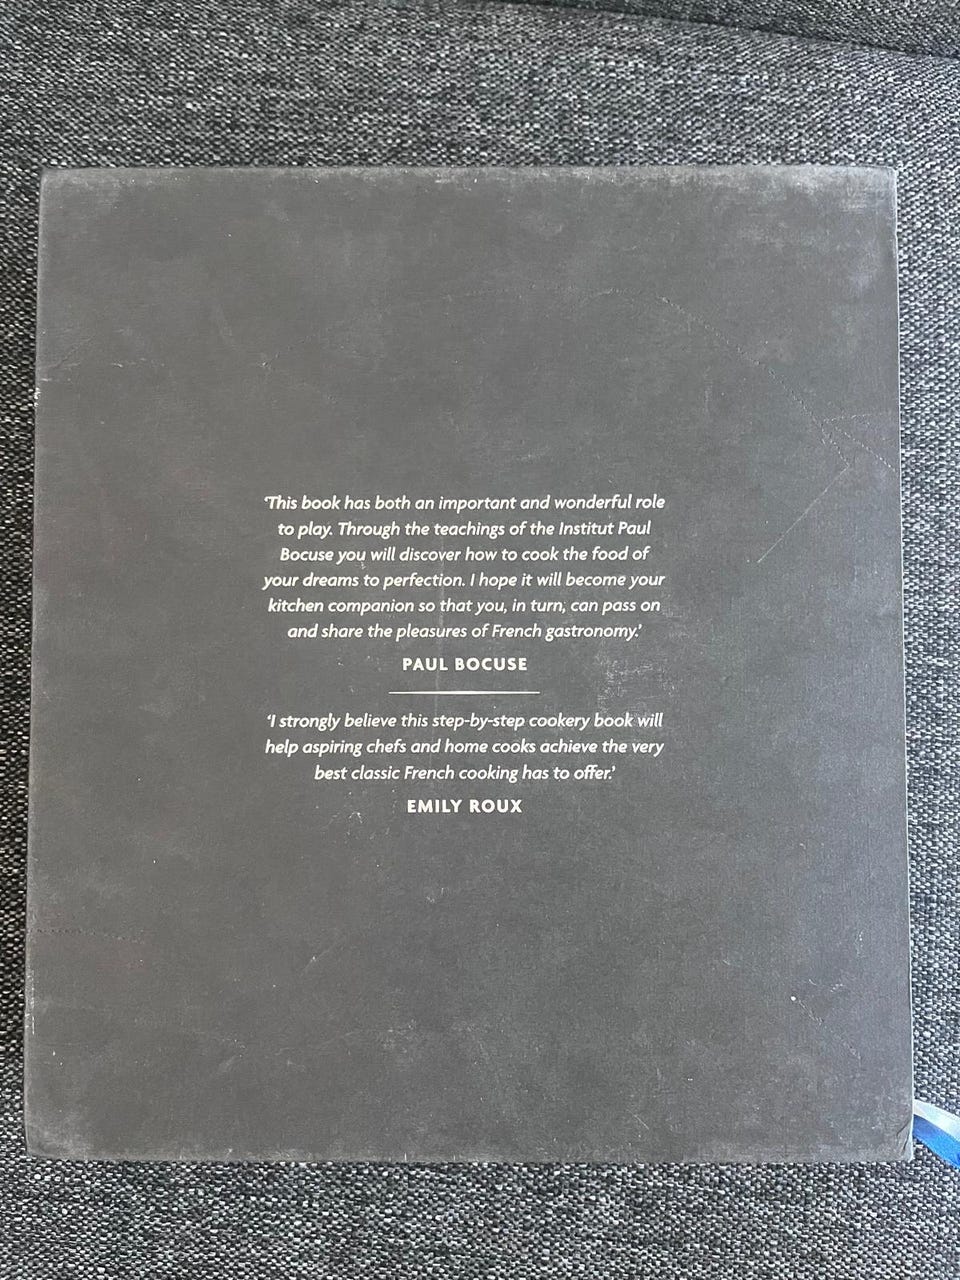 ‘This book has both an important and wonderful role
to play. Through the teachings of the Institut Paul
Bocuse you will discover how to cook the food of
your dreams to perfection. I hope it will become your
kitchen companion so that you, in turn, can pass on
and share the pleasures of French gastronomy.’
PAUL BOCUSE
‘I strongly believe this step-by-step cookery book will
help aspiring chefs and home cooks achieve the very
best classic French cooking has to offer.’
EMILY ROUX